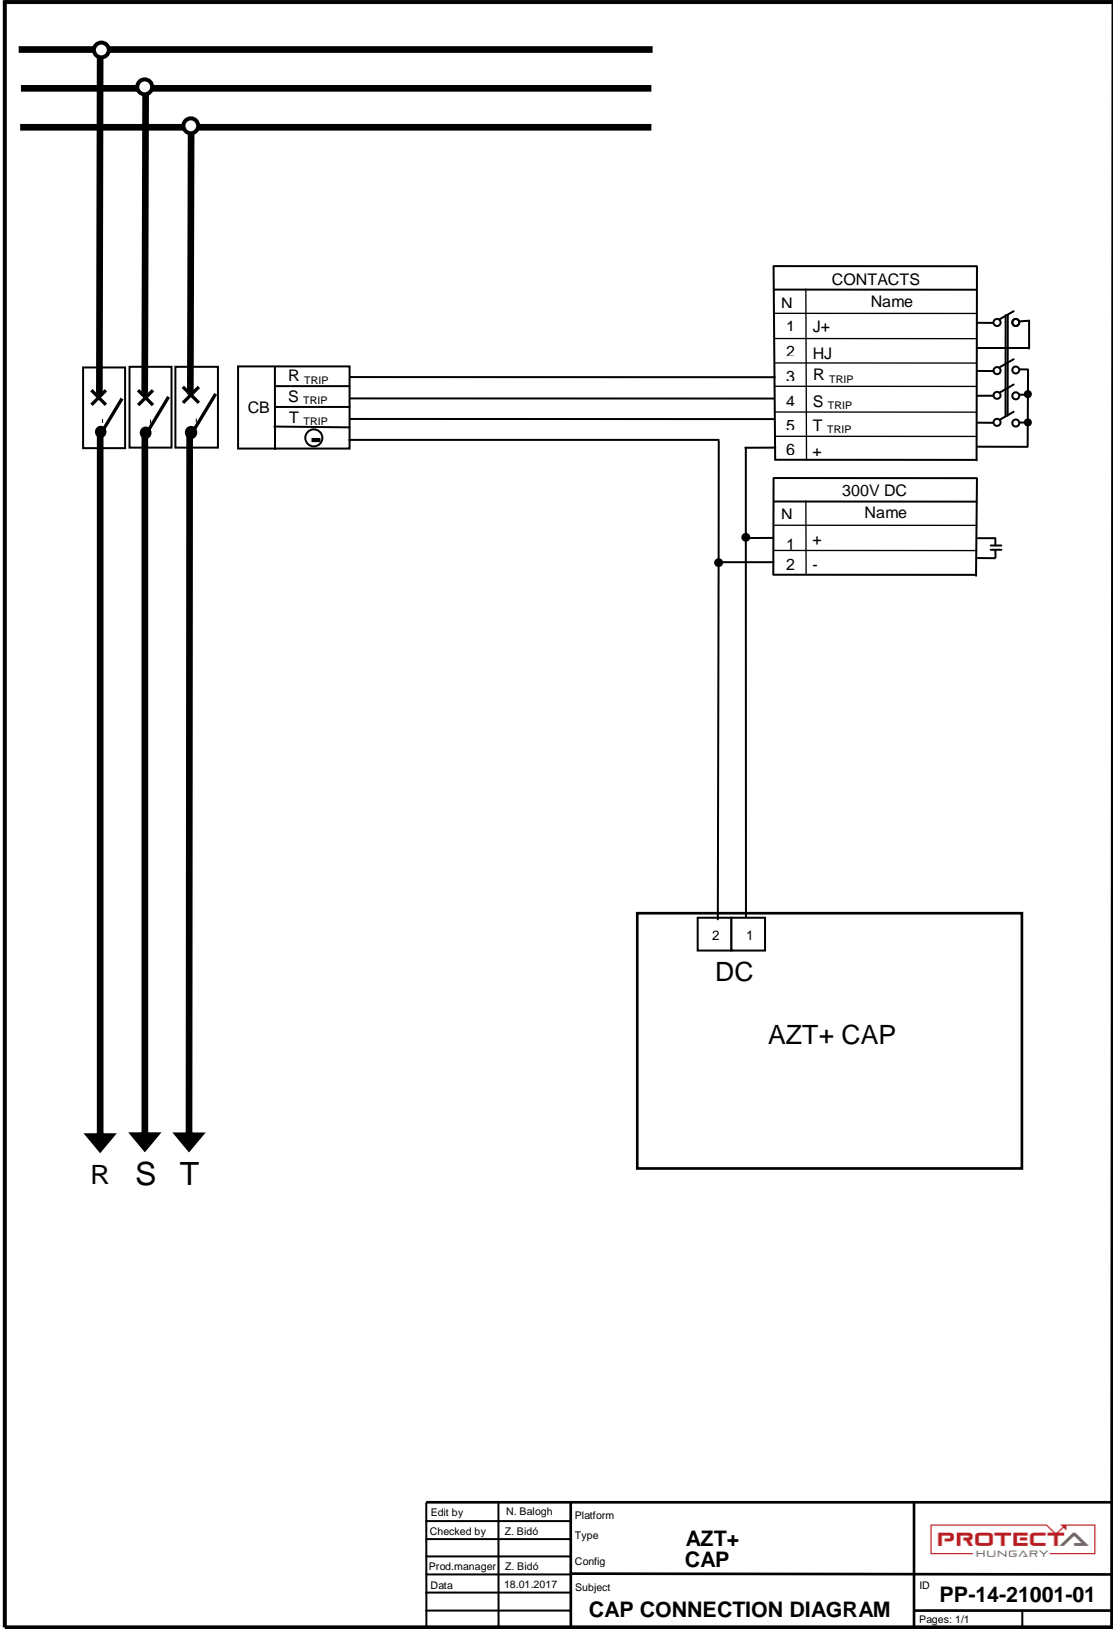 CONTACTS
N Name
1 J+
2 HJ
3 R TRIP
4 S TRIP
5 T TRIP
6 +
CB
R TRIP
S TRIP
T TRIP
-
300V DC
N Name
1 +
2 -
2 1
DC
AZT+ CAP
R S T
Edit by N. Balogh
Checked by Z. Bidó
Prod.manager Z. Bidó
Data 18.01.2017
Platform
Type AZT+
Config CAP
Subject
CAP CONNECTION DIAGRAM
PROTECTA
HUNGARY
ID PP-14-21001-01
Pages: 1/1